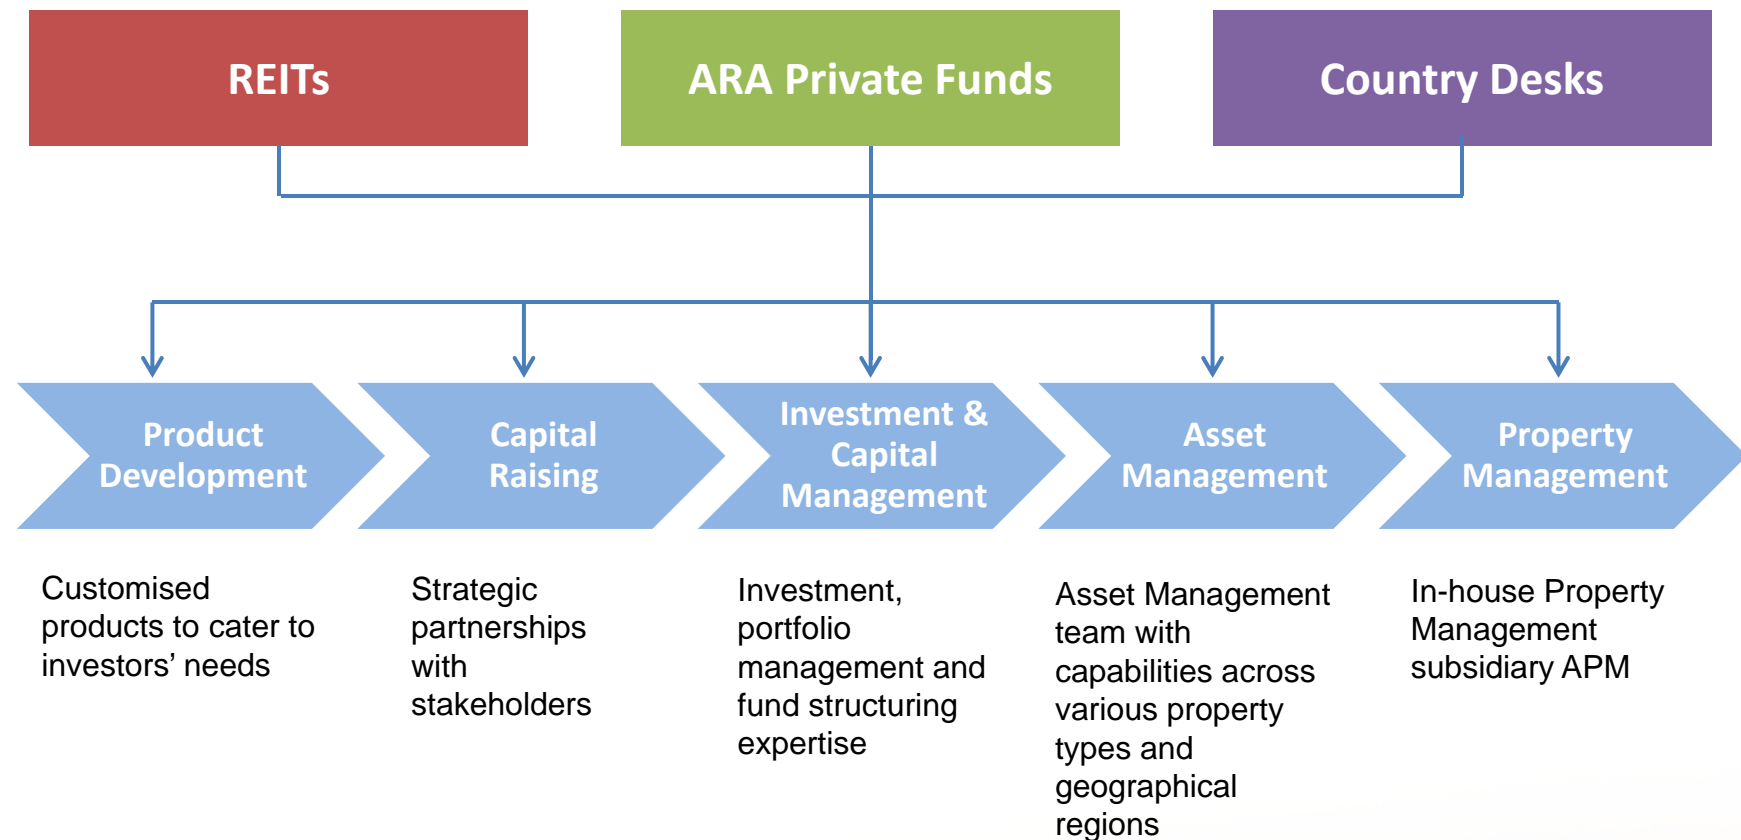 REITs
ARA Private Funds
Country Desks
Product
Development
Capital
Raising
Investment &
Capital
Management
Asset
Management
Property
Management
Customised
products to cater to
investors’ needs
Strategic
partnerships
with
stakeholders
Investment,
portfolio
management and
fund structuring
expertise
Asset Management
team with
capabilities across
various property
types and
geographical
regions
In-house Property
Management
subsidiary APM